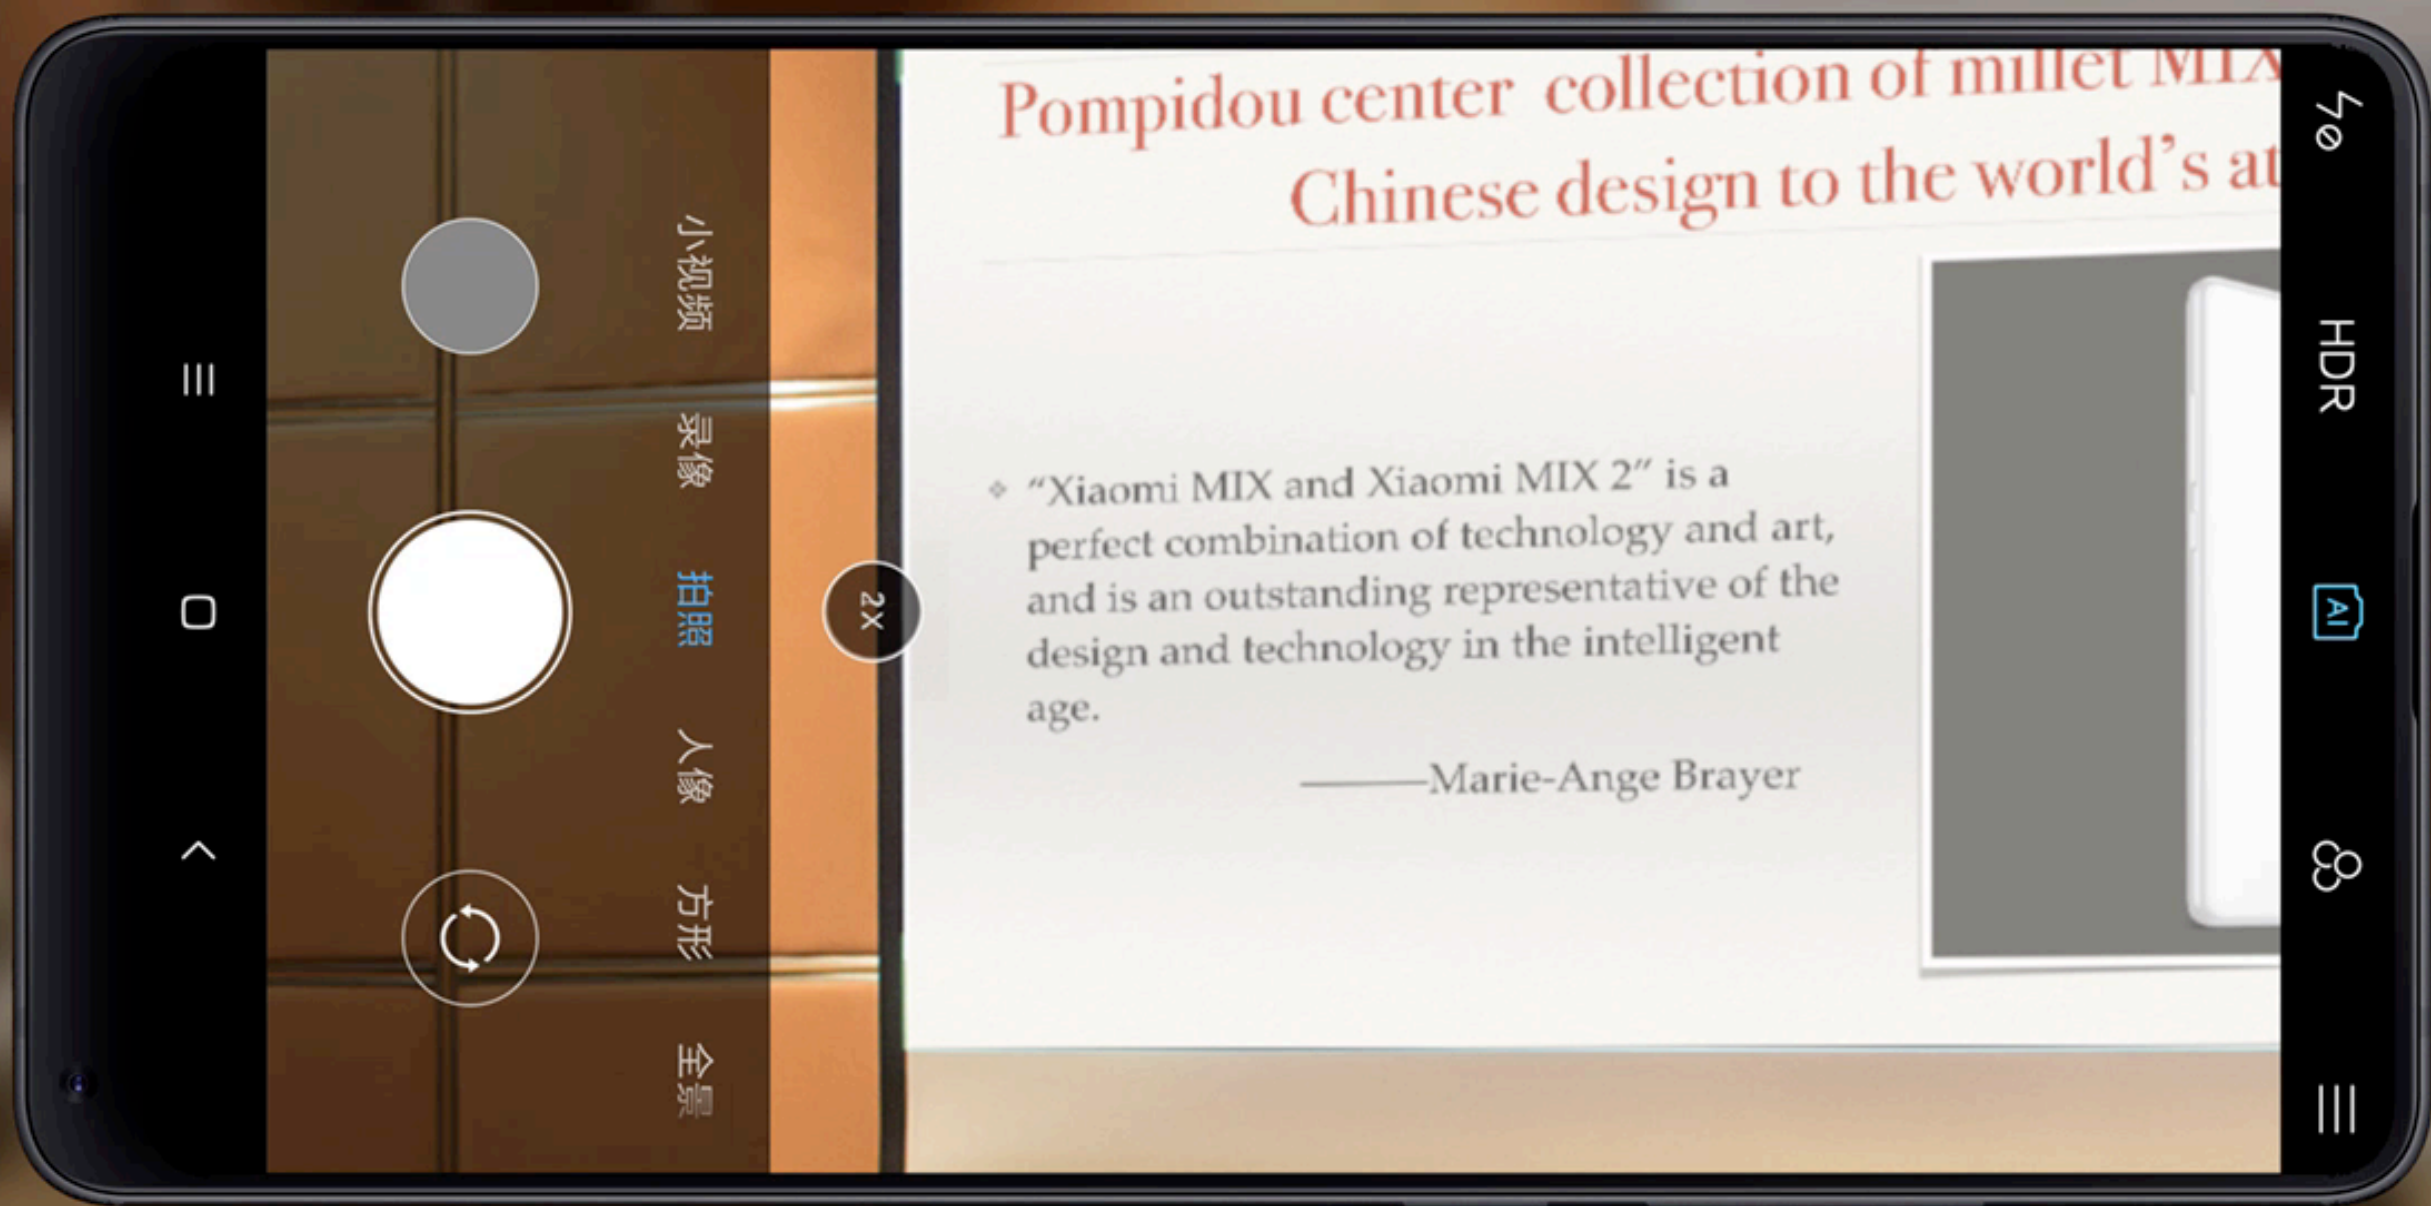 Pompidou center collection of millet MIX
Chinese design to the world's at
"Xiaomi MIX and Xiaomi MIX 2" is a
perfect combination of technology and art,
and is an outstanding representative of the
design and technology in the intelligent
age.
———Marie-Ange Brayer
小视频
录像
拍照
人像
方形
全景
2X
HDR
AI